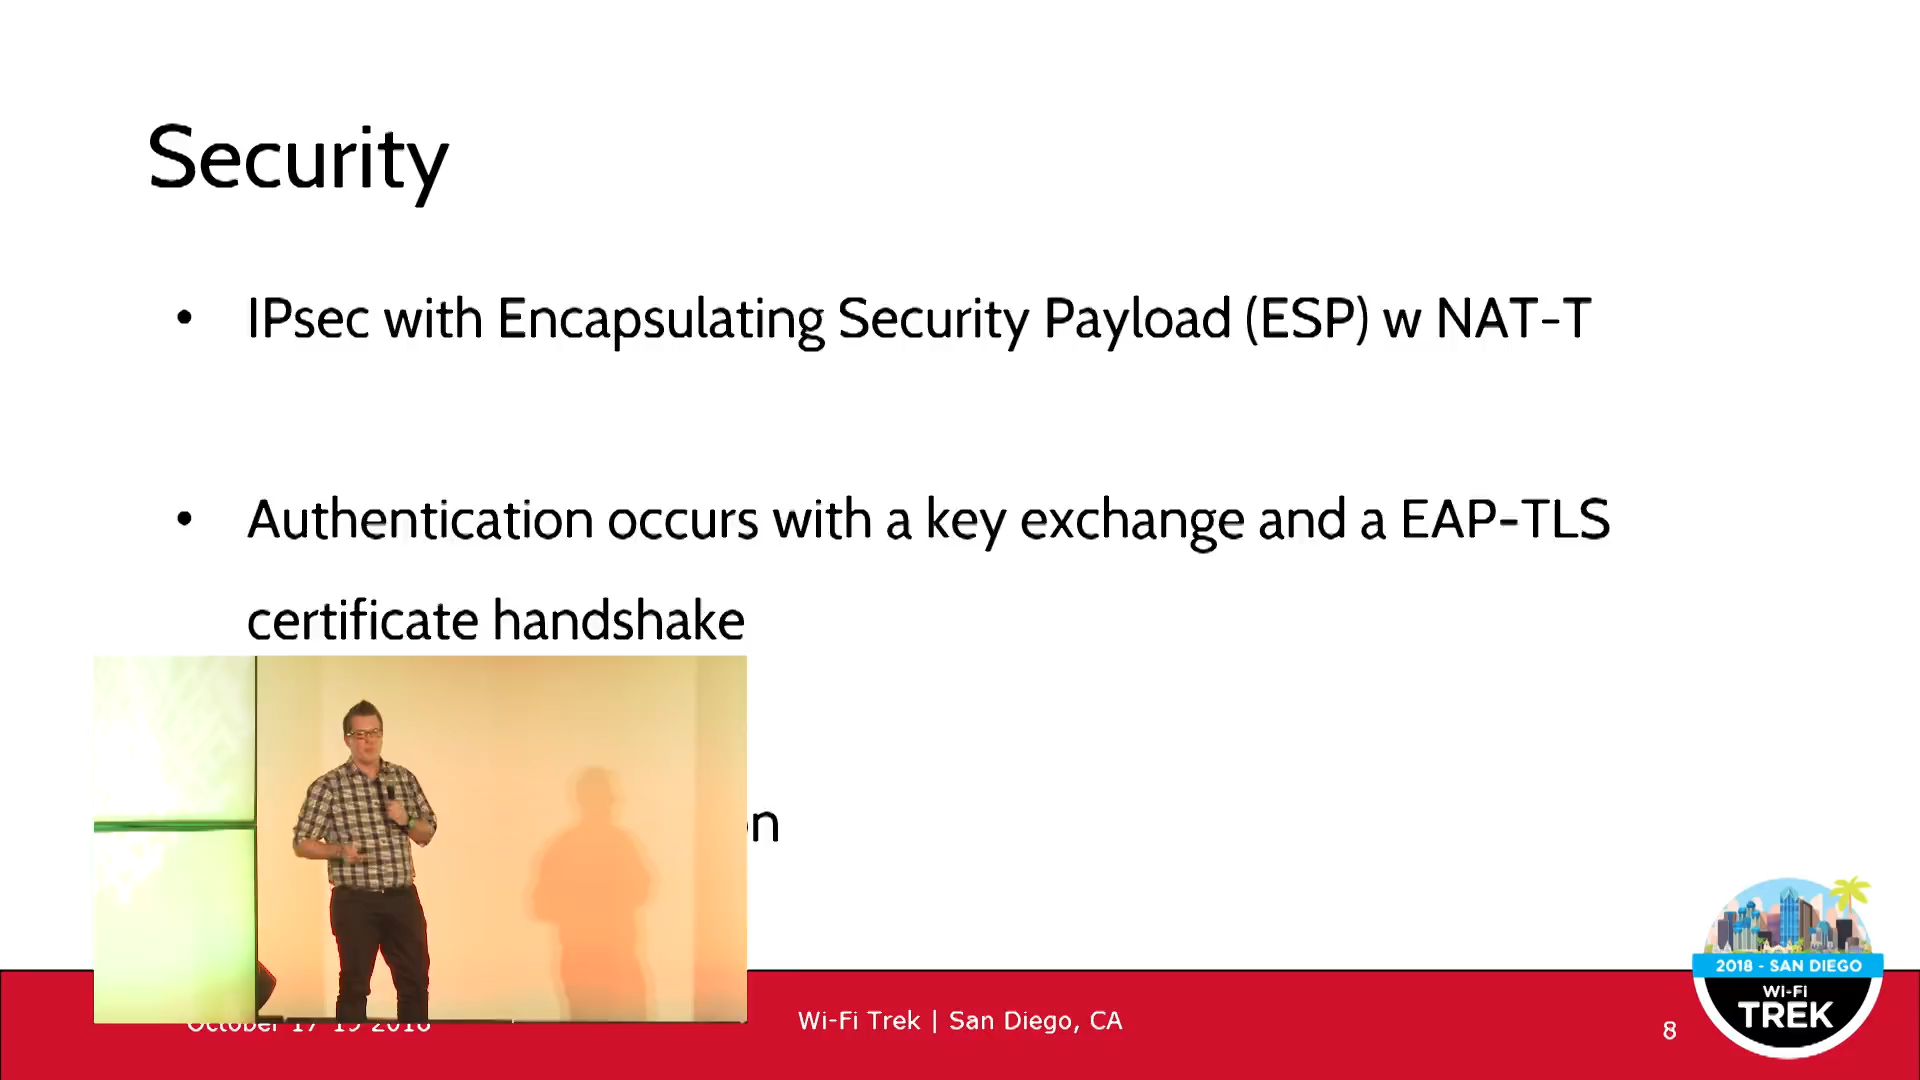 Security
• IPsec with Encapsulating Security Payload (ESP) w NAT-T
• Authentication occurs with a key exchange and a EAP-TLS
certificate handshake
October 17-19 2018
Wi-Fi Trek | San Diego, CA
8
2018 - SAN DIEGO
WI-FI
TREK